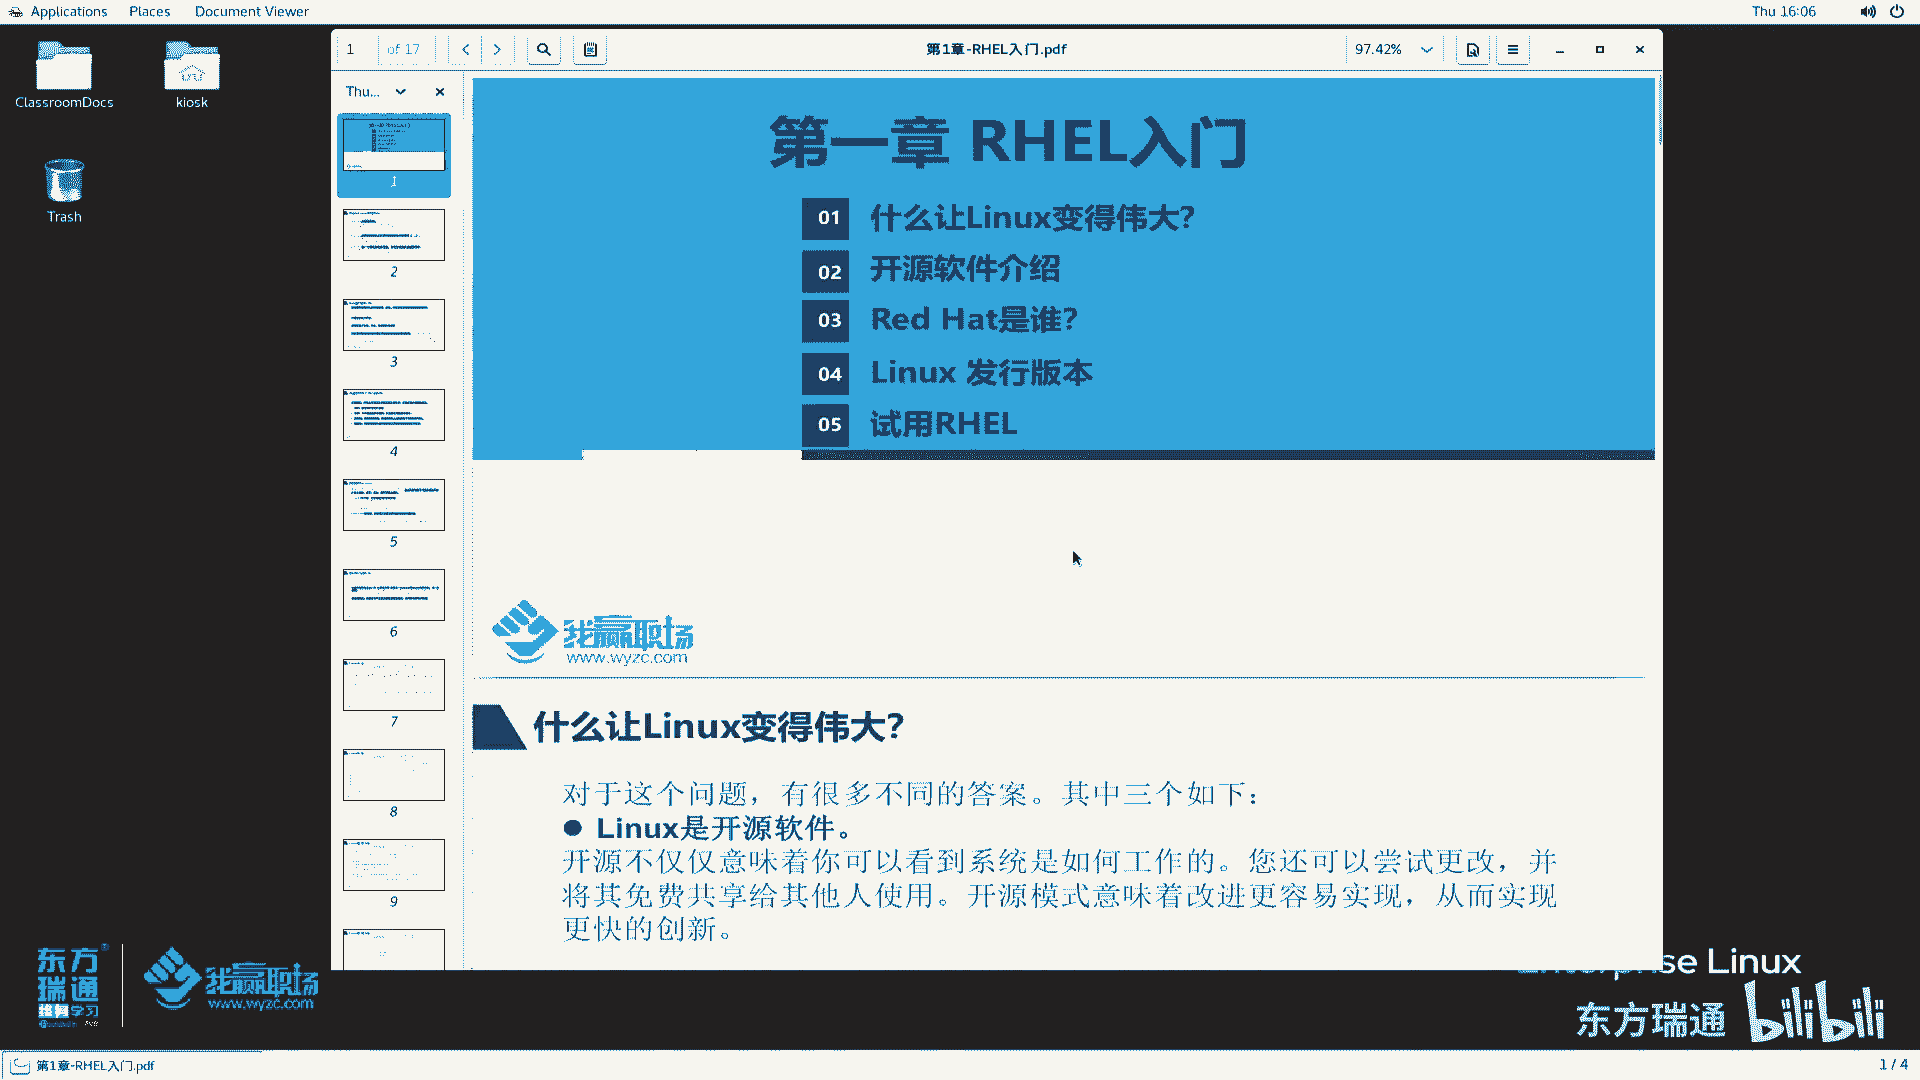 Applications Places Document Viewer
Thu 16:06
ClassroomDocs
kiosk
Trash
1 of 17
第1章-RHEL入门.pdf
97.42%
Thu...
1
2
3
4
5
6
7
8
9
第一章 RHEL入门
01 什么让Linux变得伟大?
02 开源软件介绍
03 Red Hat是谁?
04 Linux 发行版本
05 试用RHEL
我赢职场
www.wyzc.com
什么让Linux变得伟大?
对于这个问题，有很多不同的答案。其中三个如下：
● Linux是开源软件。
开源不仅仅意味着你可以看到系统是如何工作的。您还可以尝试更改，并
将其免费共享给其他人使用。开源模式意味着改进更容易实现，从而实现
更快的创新。
东方
瑞通
终身学习
我赢职场
www.wyzc.com
Linux
东方瑞通 bilibili
第1章-RHEL入门.pdf
1 / 4